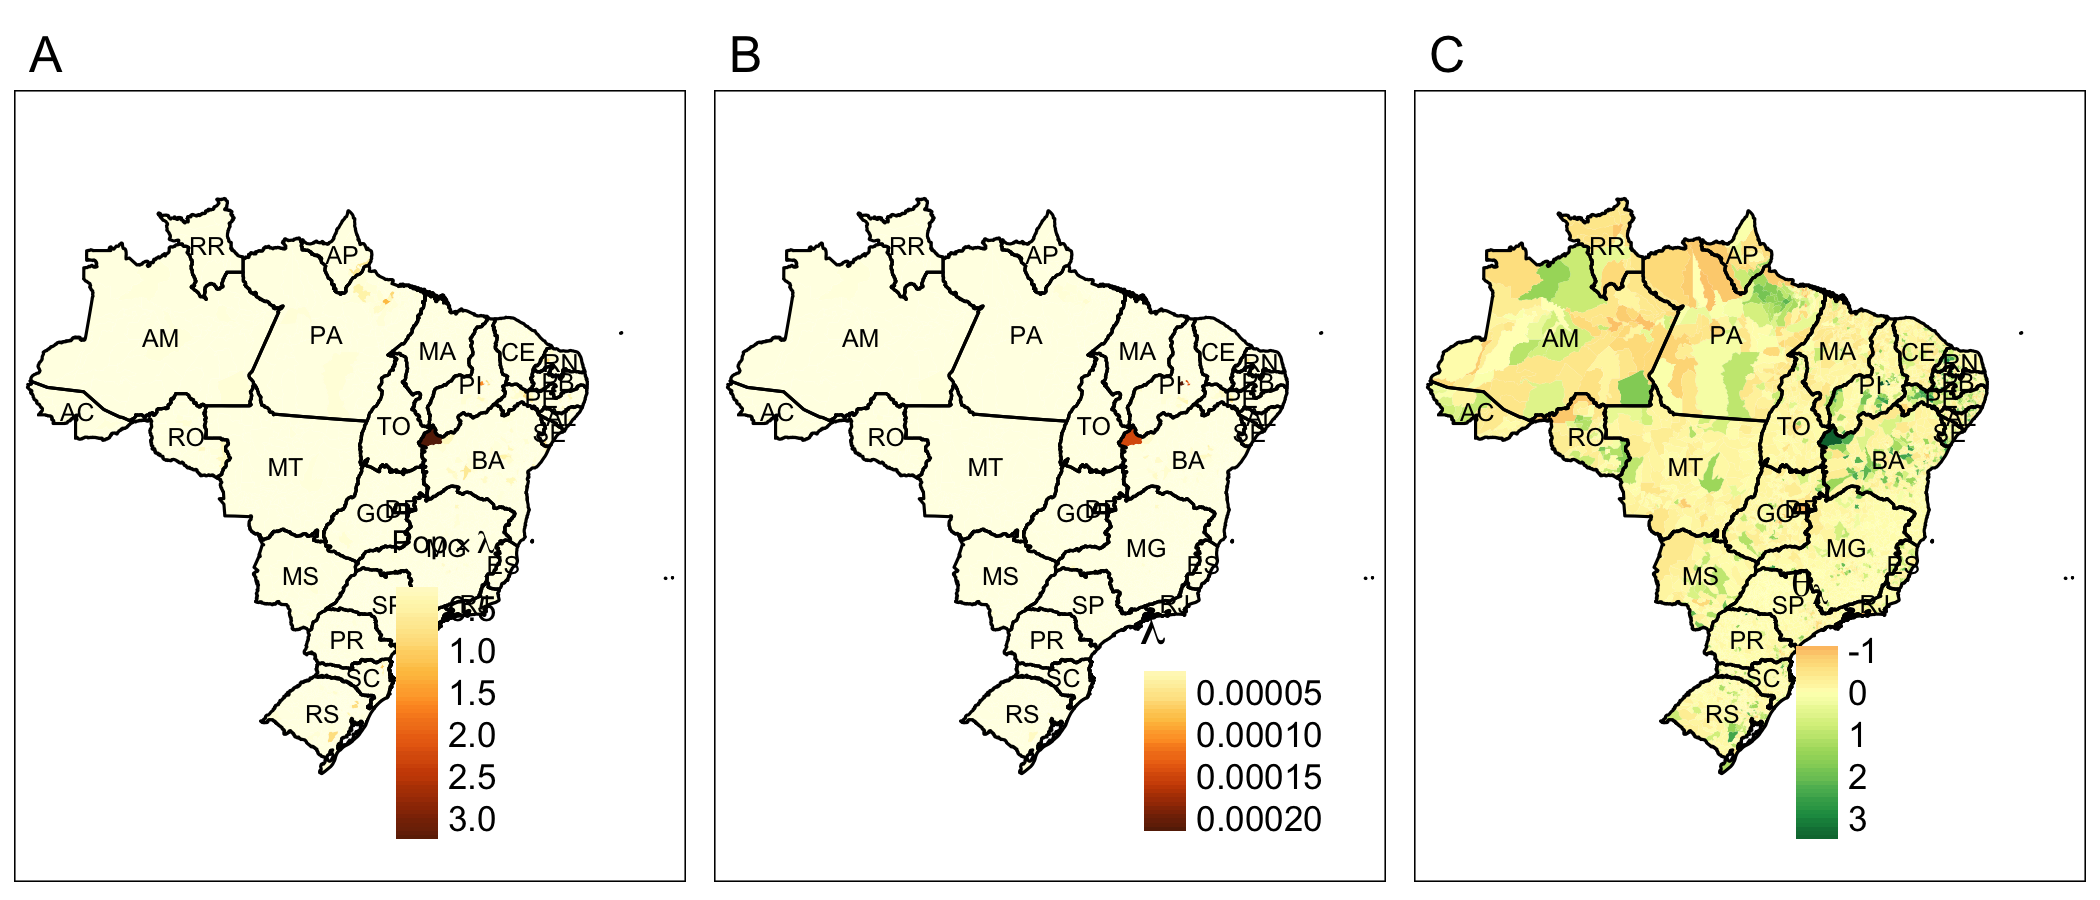 A
B
C
RR
AP
AM
PA
MA
CE
RN
PB
PI
PE
AC
AL
TO
SE
RO
BA
MT
GO
DF
Pop × λ
MG
ES
MS
SP
RJ
0.5
PR
1.0
SC
1.5
RS
2.0
2.5
3.0
RR
AP
AM
PA
MA
CE
RN
PB
PI
PE
AC
AL
TO
SE
RO
BA
MT
GO
DF
MG
ES
MS
SP
RJ
λ
PR
SC
0.00005
RS
0.00010
0.00015
0.00020
RR
AP
AM
PA
MA
CE
RN
PB
PI
PE
AC
AL
TO
SE
RO
BA
MT
GO
DF
MG
ES
MS
SP
RJ
PR
-1
SC
0
RS
1
2
3